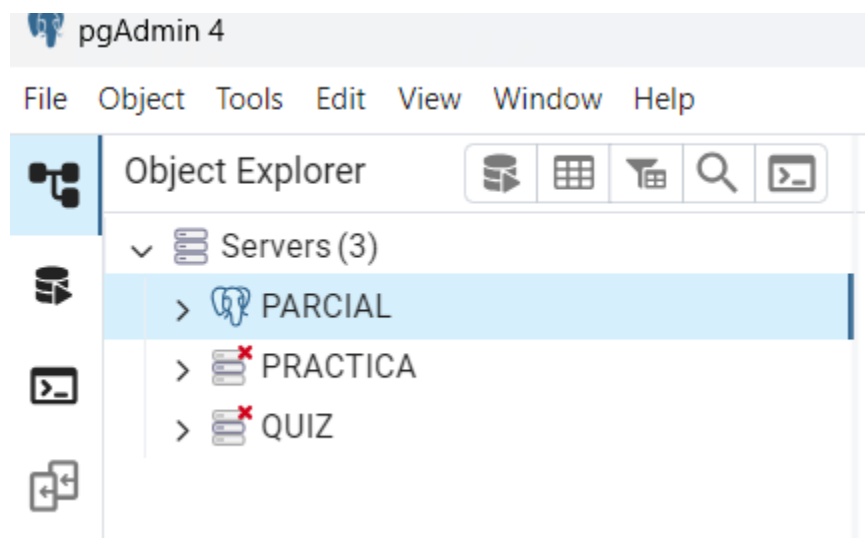 pgAdmin 4
File Object Tools Edit View Window Help
Object Explorer
Servers (3)
PARCIAL
PRACTICA
QUIZ